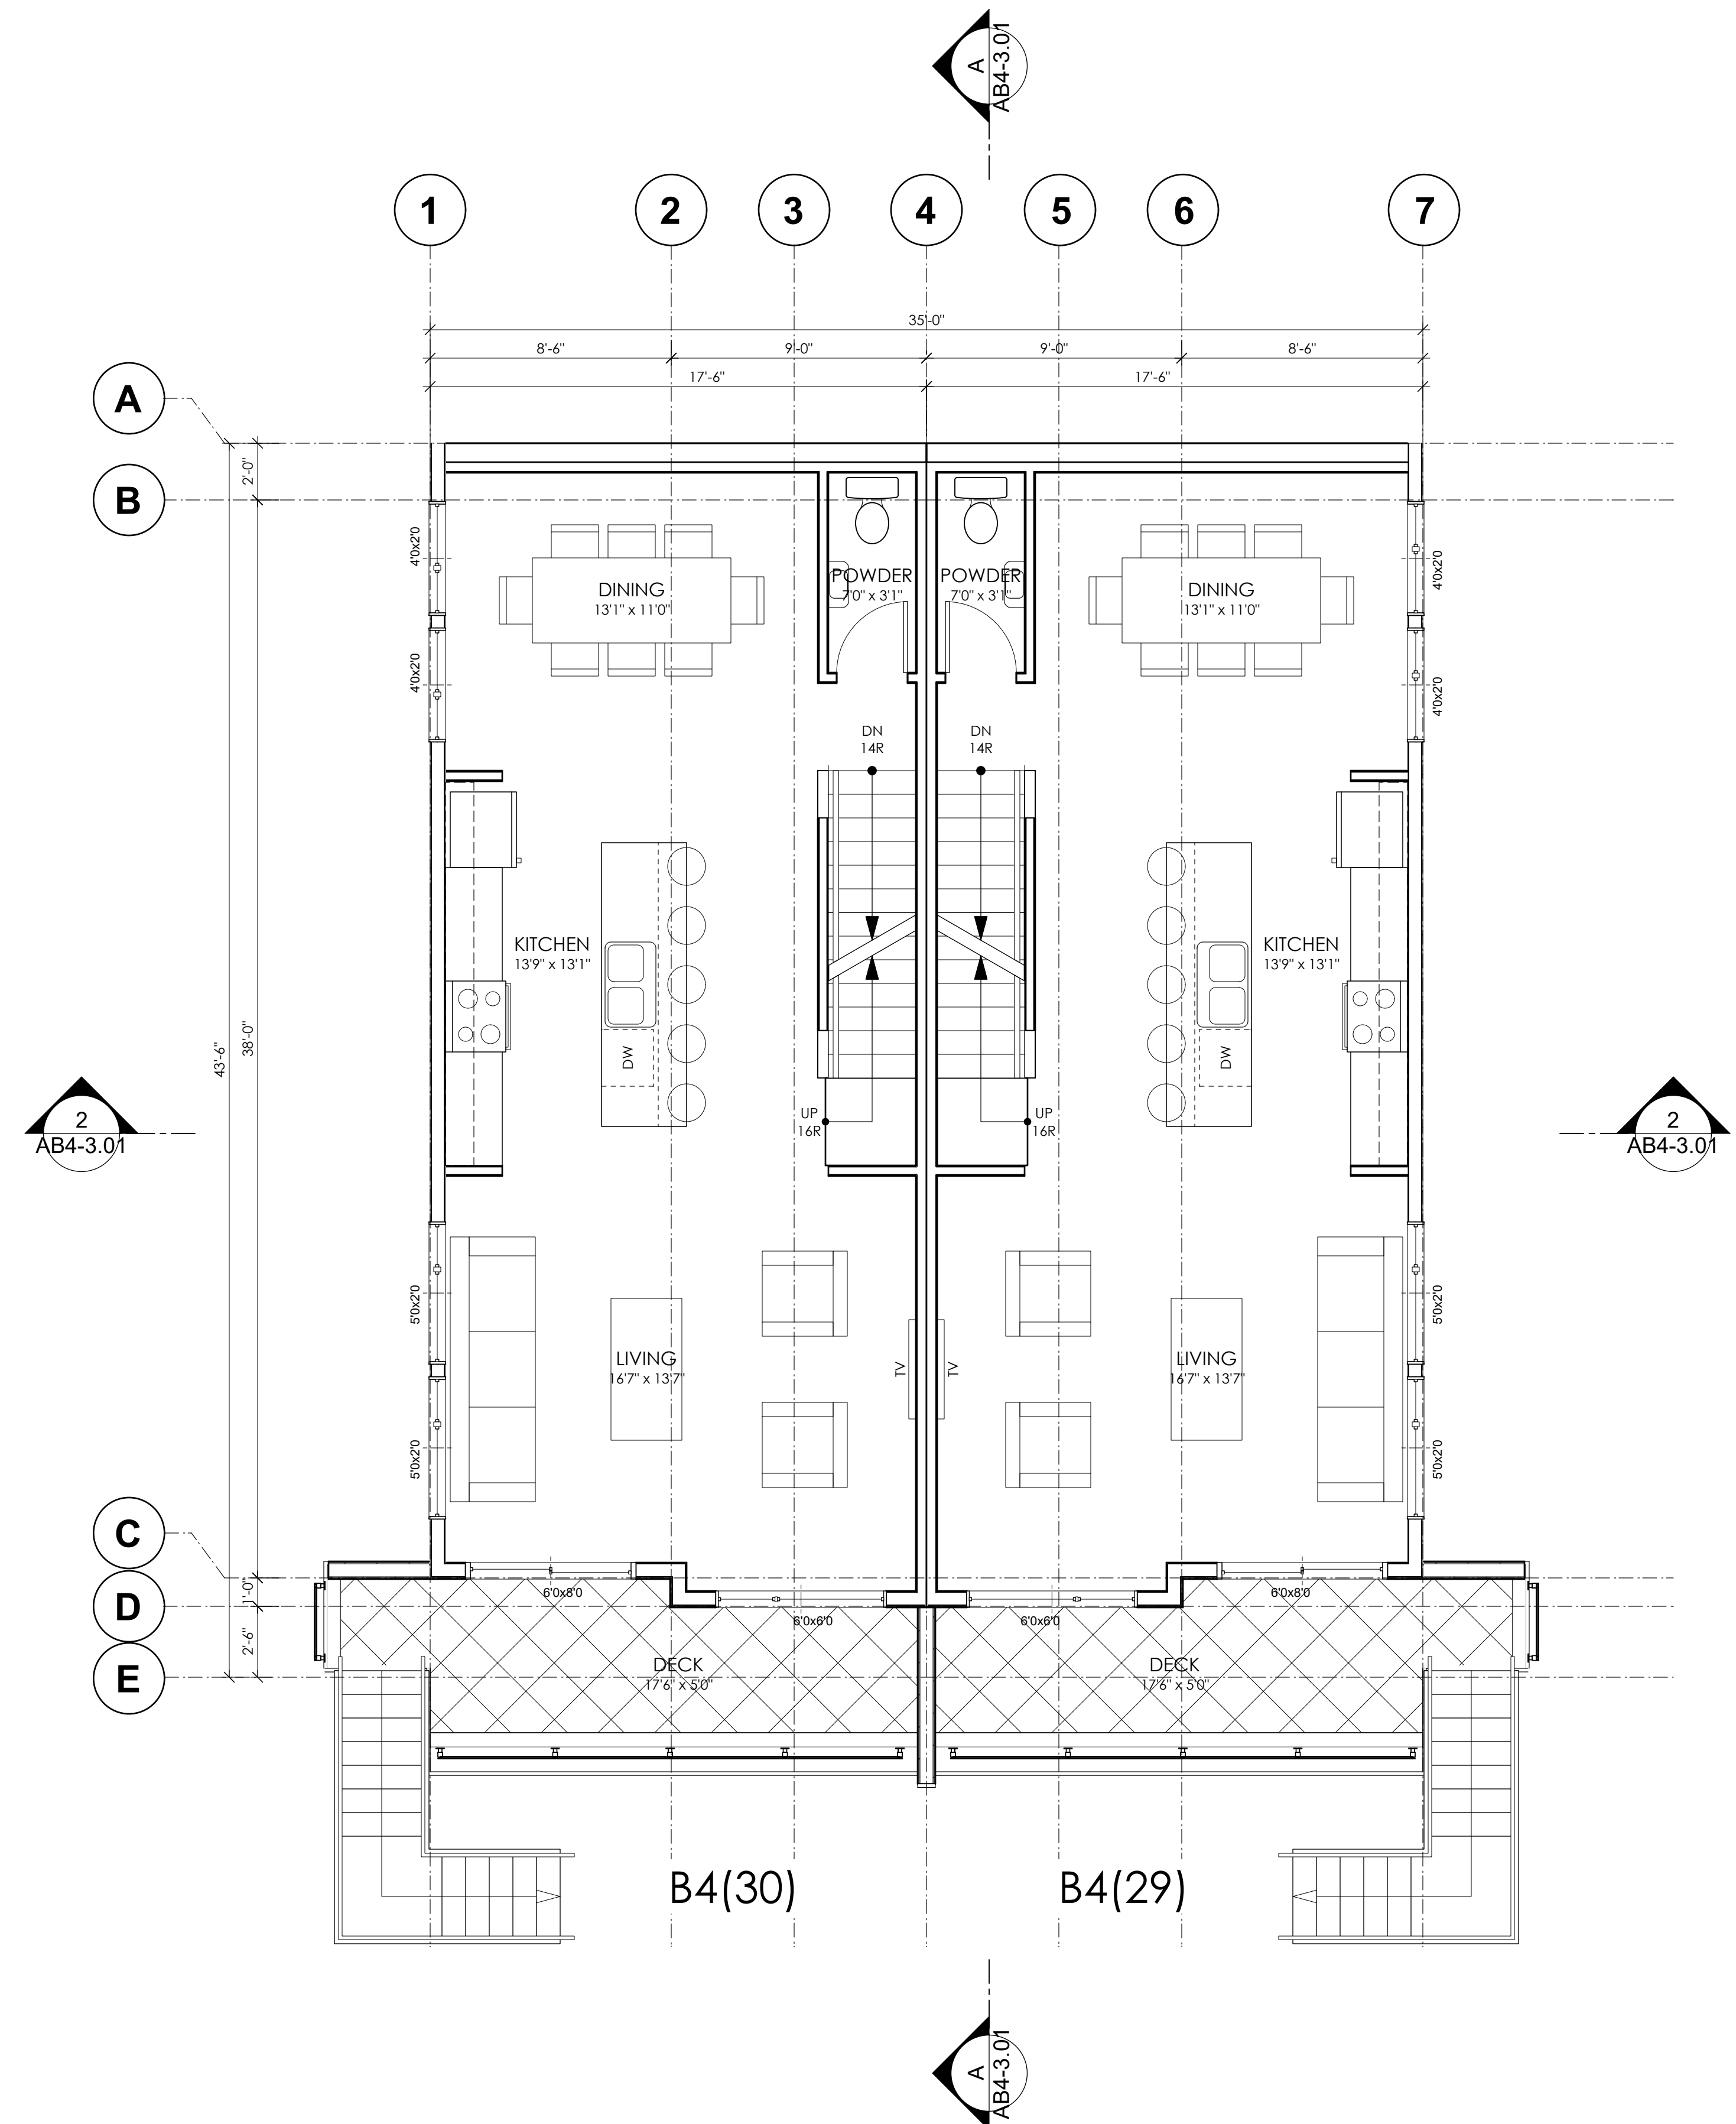 A
AB4-3.01
1 2 3 4 5 6 7
35'-0"
8'-6" 9'-0" 9'-0" 8'-6"
17'-6" 17'-6"
A
B
2'-0"
38'-0"
43'-6"
4'0x2'0 4'0x2'0
4'0x2'0 4'0x2'0
DINING POWDER POWDER DINING
13'1" x 11'0" 7'0" x 3'1" 7'0" x 3'1" 13'1" x 11'0"
DN DN
14R 14R
KITCHEN KITCHEN
13'9" x 13'1" 13'9" x 13'1"
DW DW
UP UP
16R 16R
2 2
AB4-3.01 AB4-3.01
5'0x2'0 5'0x2'0
LIVING TV TV LIVING
16'7" x 13'7" 16'7" x 13'7"
5'0x2'0 5'0x2'0
C
D
E
1'-0"
2'-6"
6'0x8'0 6'0x8'0
6'0x6'0 6'0x6'0
DECK DECK
17'6" x 5'0" 17'6" x 5'0"
B4(30) B4(29)
A
AB4-3.01